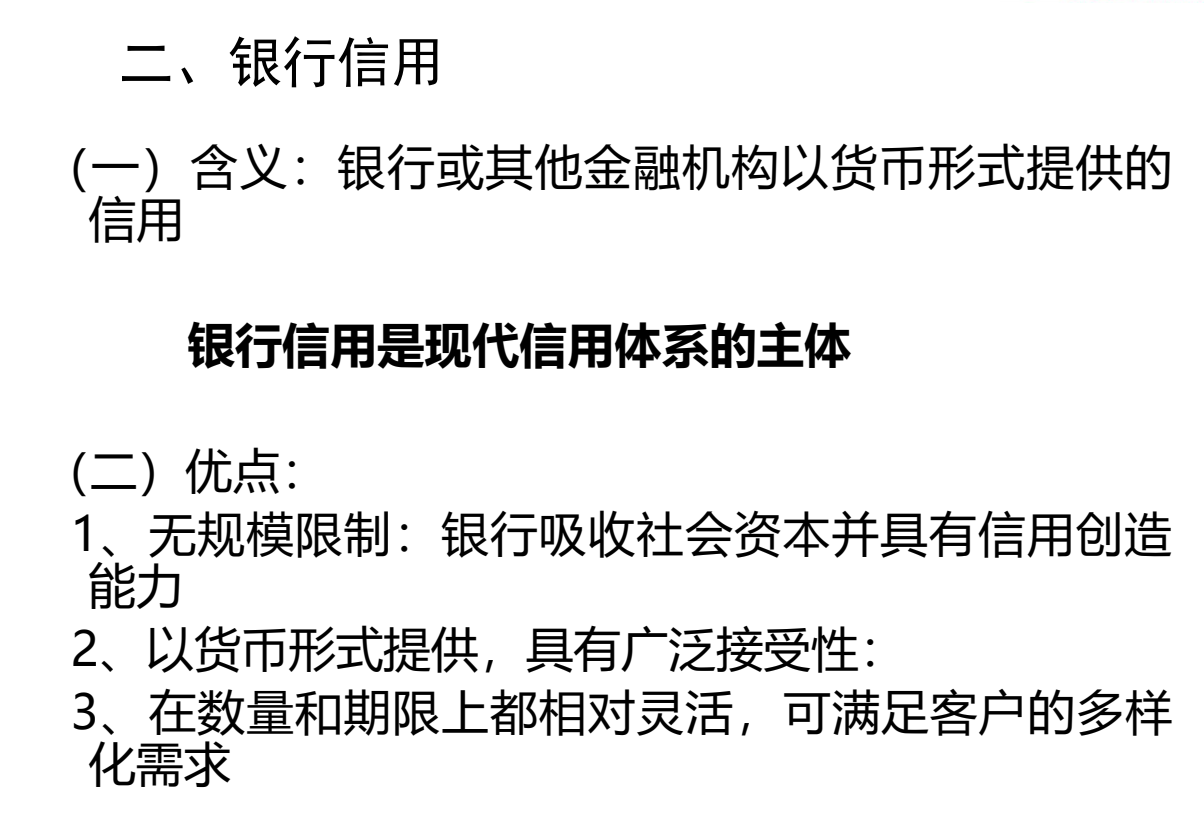 二、银行信用
(一）含义：银行或其他金融机构以货币形式提供的
信用
银行信用是现代信用体系的主体
(二）优点：
1、无规模限制：银行吸收社会资本并具有信用创造
能力
2、以货币形式提供，具有广泛接受性：
3、在数量和期限上都相对灵活，可满足客户的多样
化需求